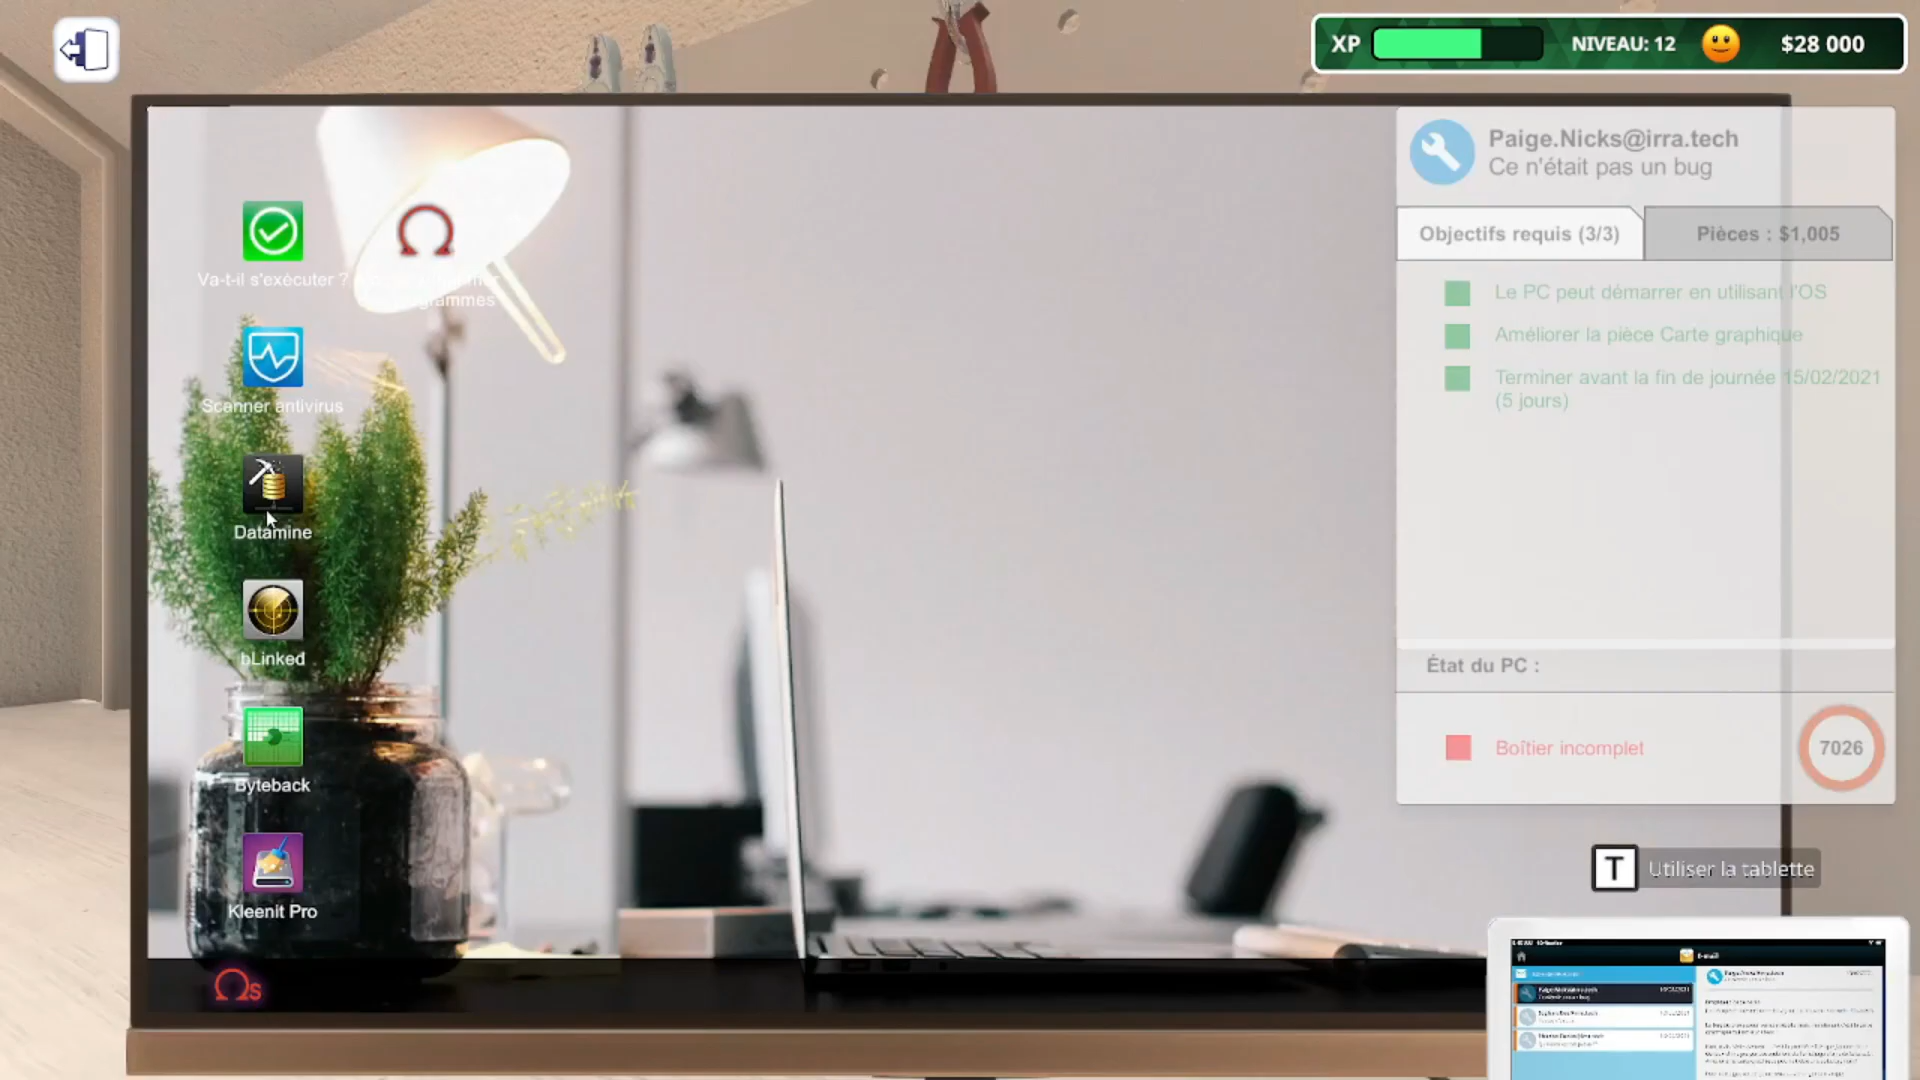 XP
NIVEAU: 12
$28 000
Paige.Nicks@irra.tech
Ce n'était pas un bug
Objectifs requis (3/3)
Pièces : $1,005
Le PC peut démarrer en utilisant l'OS
Améliorer la pièce Carte graphique
Terminer avant la fin de journée 15/02/2021
(5 jours)
État du PC :
Boîtier incomplet
7026
T
Utiliser la tablette
Va-t-il s'exécuter ?
Scanner antivirus
Datamine
bLinked
Byteback
Kleenit Pro
Ωs
E-mail